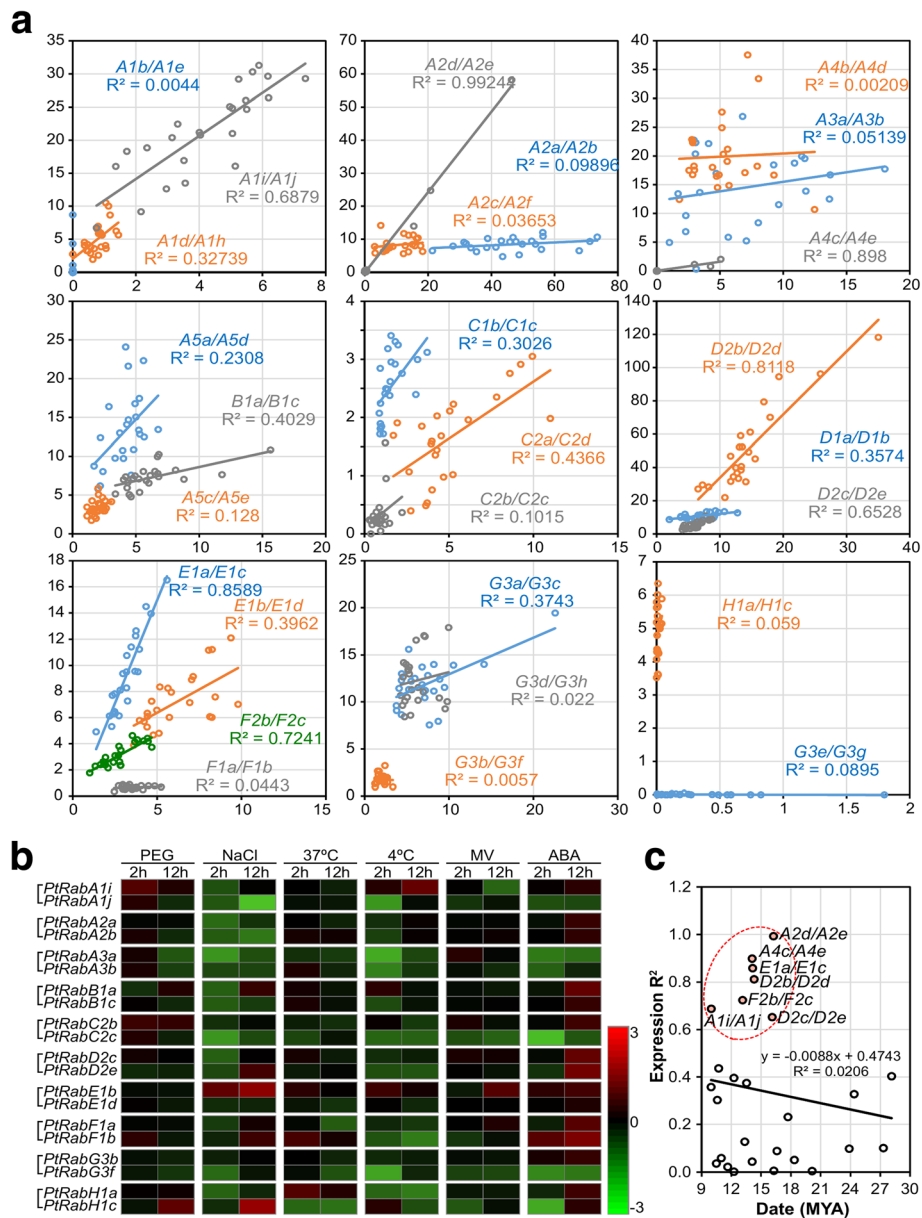 a
35
30
25
20
15
10
5
0
0 2 4 6 8
A1b/A1e
R² = 0.0044
A1i/A1j
R² = 0.6879
A1d/A1h
R² = 0.32739
70
60
50
40
30
20
10
0
0 20 40 60 80
A2d/A2e
R² = 0.99244
A2a/A2b
R² = 0.09896
A2c/A2f
R² = 0.03653
40
35
30
25
20
15
10
5
0
0 5 10 15 20
A4b/A4d
R² = 0.00209
A3a/A3b
R² = 0.05139
A4c/A4e
R² = 0.898
30
25
20
15
10
5
0
0 5 10 15 20
A5a/A5d
R² = 0.2308
B1a/B1c
R² = 0.4029
A5c/A5e
R² = 0.128
4
3
2
1
0
0 5 10 15
C1b/C1c
R² = 0.3026
C2a/C2d
R² = 0.4366
C2b/C2c
R² = 0.1015
140
120
100
80
60
40
20
0
0 10 20 30 40
D2b/D2d
R² = 0.8118
D1a/D1b
R² = 0.3574
D2c/D2e
R² = 0.6528
18
16
14
12
10
8
6
4
2
0
0 5 10 15
E1a/E1c
R² = 0.8589
E1b/E1d
R² = 0.3962
F2b/F2c
R² = 0.7241
F1a/F1b
R² = 0.0443
25
20
15
10
5
0
0 10 20 30
G3a/G3c
R² = 0.3743
G3d/G3h
R² = 0.022
G3b/G3f
R² = 0.0057
7
6
5
4
3
2
1
0
0 0.5 1 1.5 2
H1a/H1c
R² = 0.059
G3e/G3g
R² = 0.0895
b
PEG NaCl 37ºC 4ºC MV ABA
2h 12h 2h 12h 2h 12h 2h 12h 2h 12h 2h 12h
PtRabA1i
PtRabA1j
PtRabA2a
PtRabA2b
PtRabA3a
PtRabA3b
PtRabB1a
PtRabB1c
PtRabC2b
PtRabC2c
PtRabD2c
PtRabD2e
PtRabE1b
PtRabE1d
PtRabF1a
PtRabF1b
PtRabG3b
PtRabG3f
PtRabH1a
PtRabH1c
3
0
-3
c
Expression R²
1.2
1.0
0.8
0.6
0.4
0.2
0.0
A2d/A2e
A4c/A4e
E1a/E1c
D2b/D2d
F2b/F2c
A1i/A1j
D2c/D2e
y = -0.0088x + 0.4743
R² = 0.0206
9 12 15 18 21 24 27 30
Date (MYA)